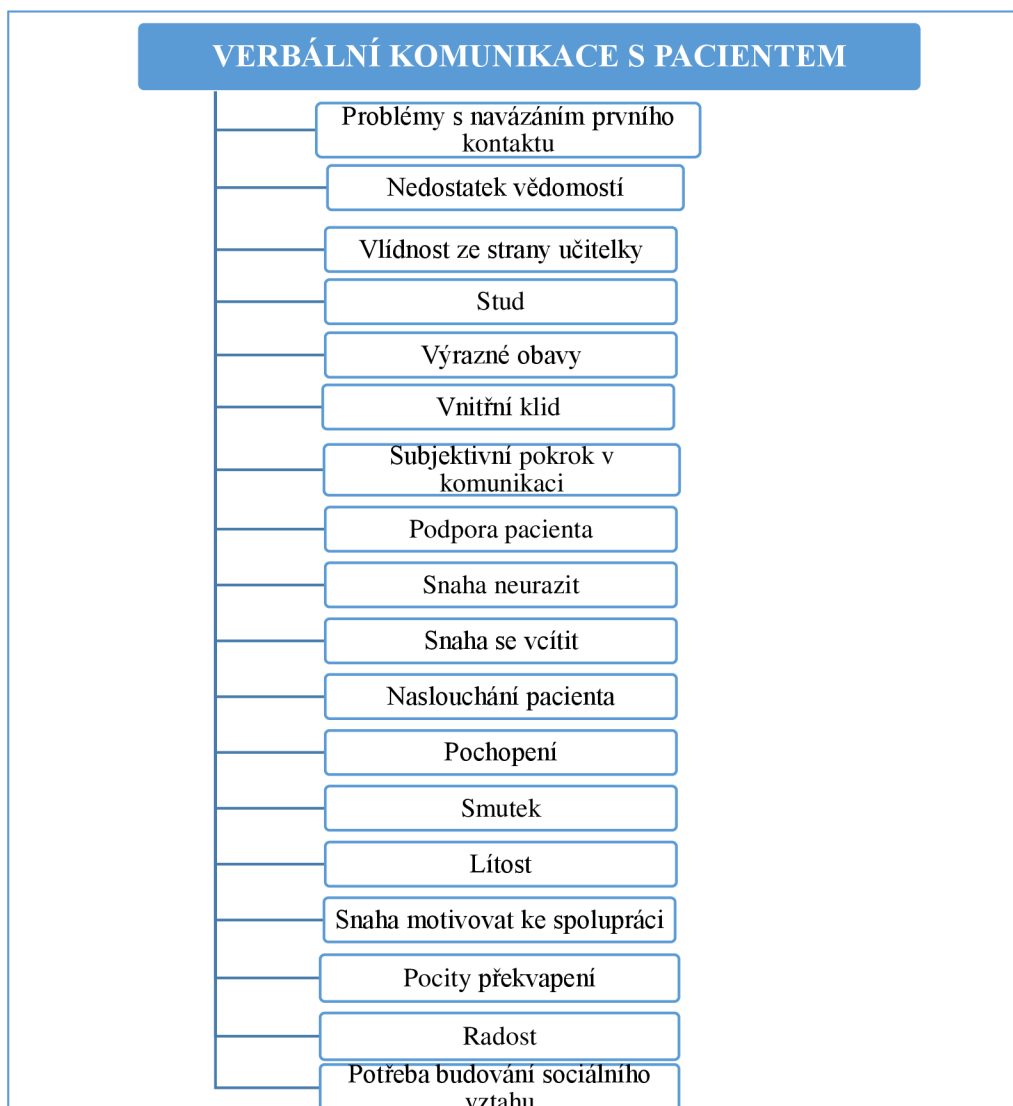 VERBÁLNÍ KOMUNIKACE S PACIENTEM
Problémy s navázáním prvního
kontaktu
Nedostatek vědomostí
Vlídnost ze strany učitelky
Stud
Výrazné obavy
Vnitřní klid
Subjektivní pokrok v
komunikaci
Podpora pacienta
Snaha neurazit
Snaha se vcítit
Naslouchání pacienta
Pochopení
Smutek
Lítost
Snaha motivovat ke spolupráci
Pocity překvapení
Radost
Potřeba budování sociálního
vztahu